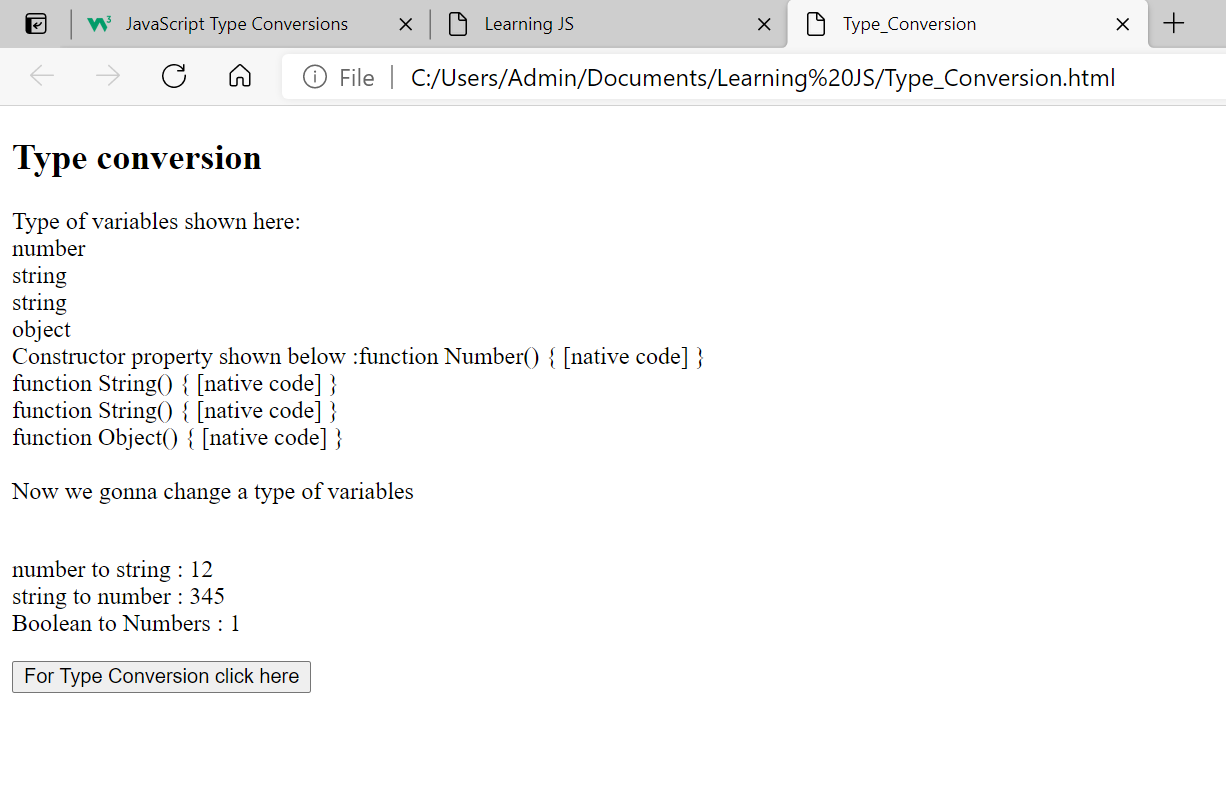 JavaScript Type Conversions
Learning JS
Type_Conversion
File
C:/Users/Admin/Documents/Learning%20JS/Type_Conversion.html
Type conversion
Type of variables shown here:
number
string
string
object
Constructor property shown below :function Number() { [native code] }
function String() { [native code] }
function String() { [native code] }
function Object() { [native code] }
Now we gonna change a type of variables
number to string : 12
string to number : 345
Boolean to Numbers : 1
For Type Conversion click here